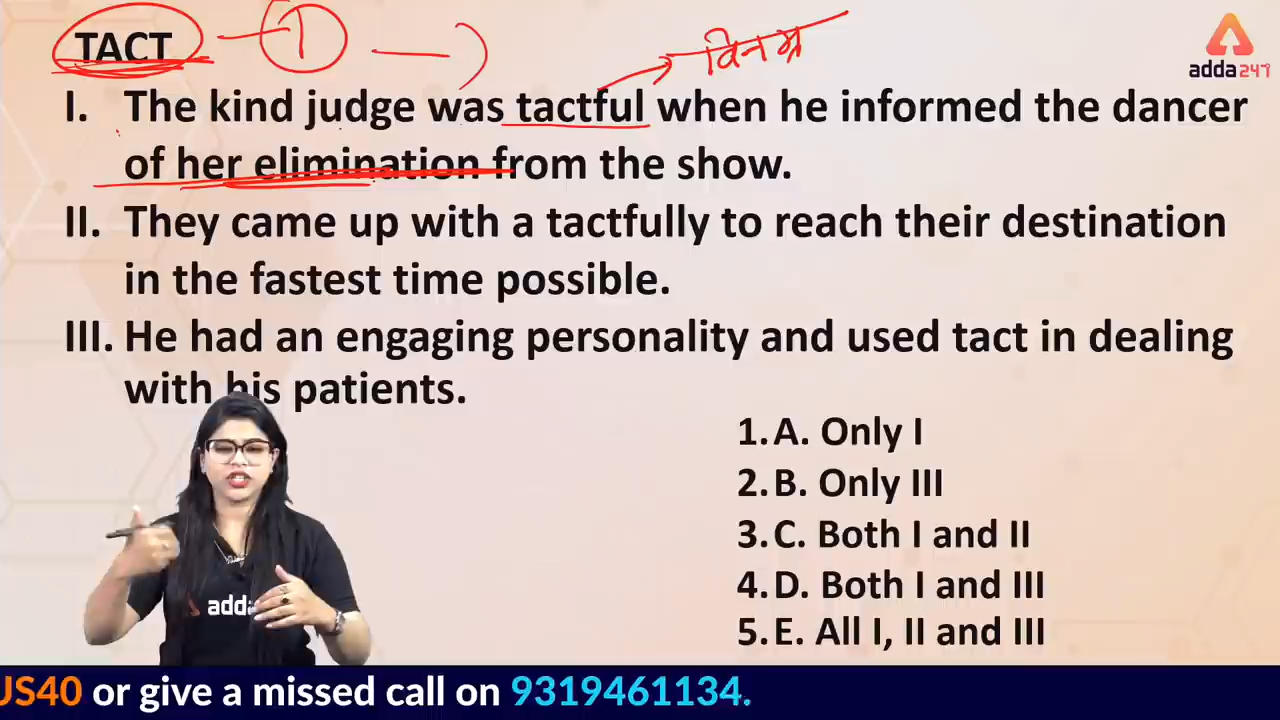 TACT
विनम्र
adda247
I. The kind judge was tactful when he informed the dancer
of her elimination from the show.
II. They came up with a tactfully to reach their destination
in the fastest time possible.
III. He had an engaging personality and used tact in dealing
with his patients.
1. A. Only I
2. B. Only III
3. C. Both I and II
4. D. Both I and III
5. E. All I, II and III
adda
JS40 or give a missed call on 9319461134.